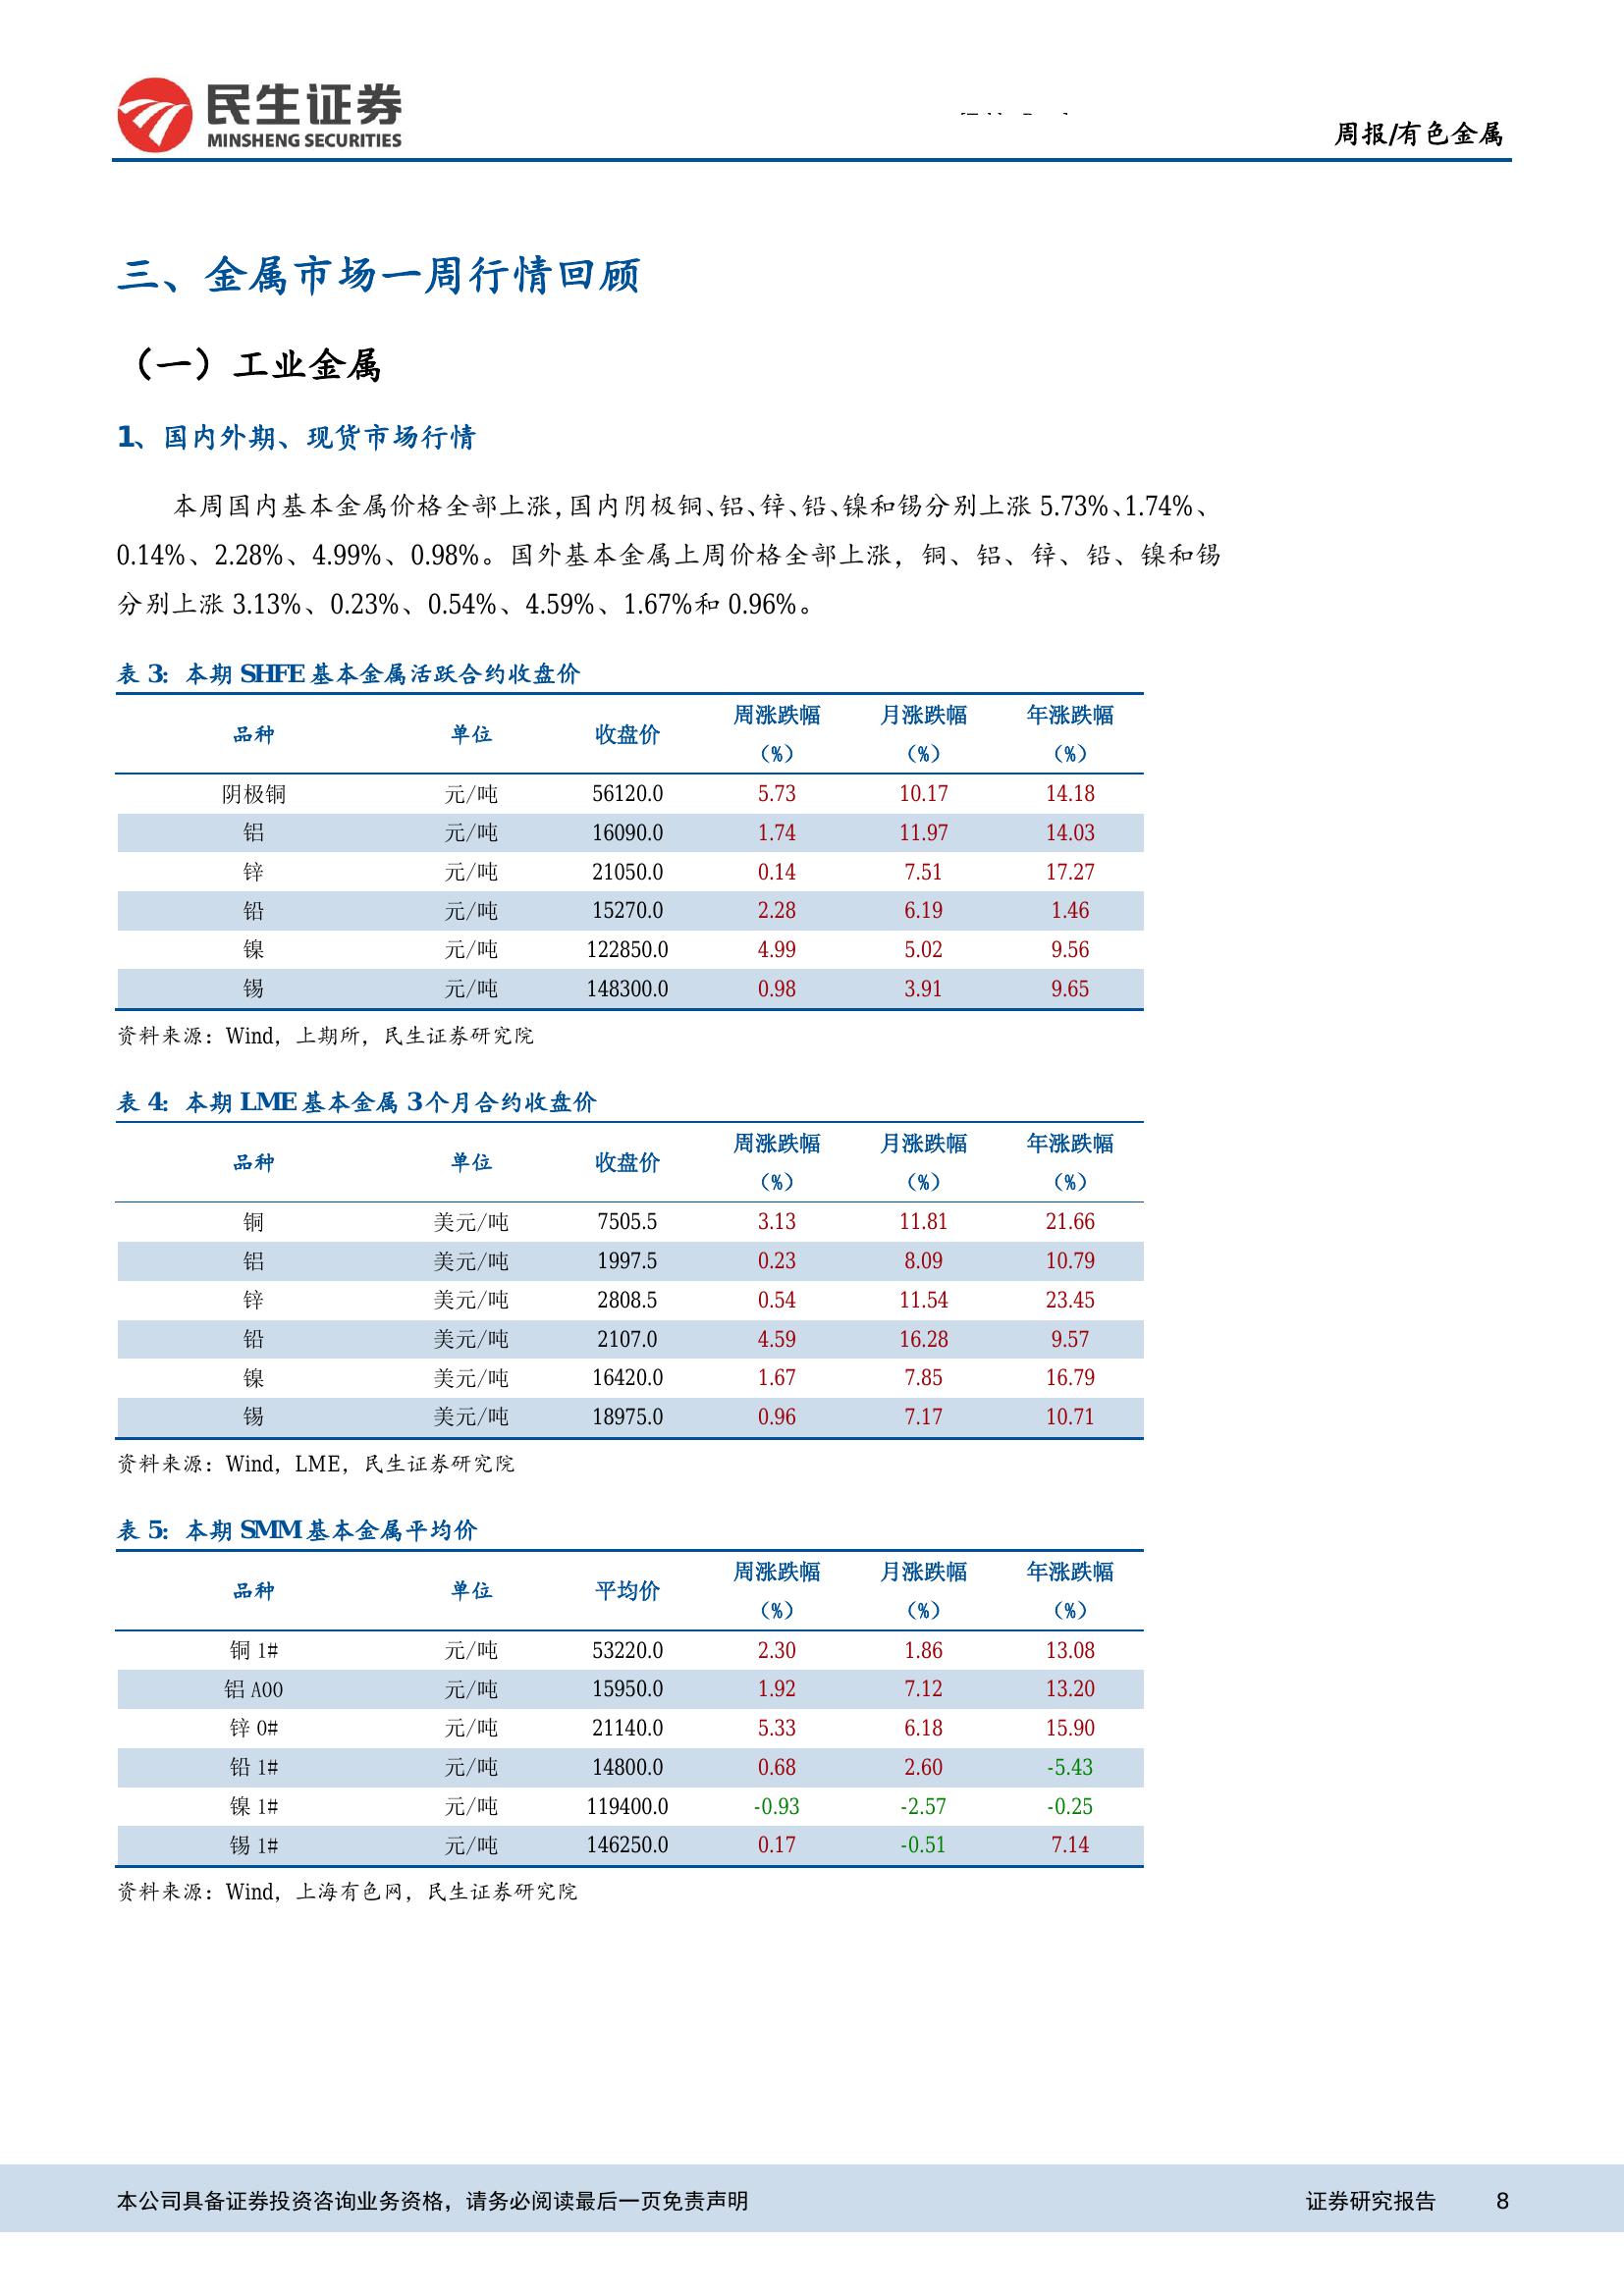 民生证券
MINSHENG SECURITIES
周报/有色金属
三、金属市场一周行情回顾
（一）工业金属
1、国内外期、现货市场行情
本周国内基本金属价格全部上涨，国内阴极铜、铝、锌、铅、镍和锡分别上涨 5.73%、1.74%、
0.14%、2.28%、4.99%、0.98%。国外基本金属上周价格全部上涨，铜、铝、锌、铅、镍和锡
分别上涨 3.13%、0.23%、0.54%、4.59%、1.67%和 0.96%。
表 3: 本期 SHFE 基本金属活跃合约收盘价
品种 单位 收盘价 周涨跌幅（%） 月涨跌幅（%） 年涨跌幅（%）
阴极铜 元/吨 56120.0 5.73 10.17 14.18
铝 元/吨 16090.0 1.74 11.97 14.03
锌 元/吨 21050.0 0.14 7.51 17.27
铅 元/吨 15270.0 2.28 6.19 1.46
镍 元/吨 122850.0 4.99 5.02 9.56
锡 元/吨 148300.0 0.98 3.91 9.65
资料来源：Wind，上期所，民生证券研究院
表 4: 本期 LME 基本金属 3 个月合约收盘价
品种 单位 收盘价 周涨跌幅（%） 月涨跌幅（%） 年涨跌幅（%）
铜 美元/吨 7505.5 3.13 11.81 21.66
铝 美元/吨 1997.5 0.23 8.09 10.79
锌 美元/吨 2808.5 0.54 11.54 23.45
铅 美元/吨 2107.0 4.59 16.28 9.57
镍 美元/吨 16420.0 1.67 7.85 16.79
锡 美元/吨 18975.0 0.96 7.17 10.71
资料来源：Wind，LME，民生证券研究院
表 5: 本期 SMM 基本金属平均价
品种 单位 平均价 周涨跌幅（%） 月涨跌幅（%） 年涨跌幅（%）
铜 1# 元/吨 53220.0 2.30 1.86 13.08
铝 A00 元/吨 15950.0 1.92 7.12 13.20
锌 0# 元/吨 21140.0 5.33 6.18 15.90
铅 1# 元/吨 14800.0 0.68 2.60 -5.43
镍 1# 元/吨 119400.0 -0.93 -2.57 -0.25
锡 1# 元/吨 146250.0 0.17 -0.51 7.14
资料来源：Wind，上海有色网，民生证券研究院
本公司具备证券投资咨询业务资格，请务必阅读最后一页免责声明 证券研究报告 8